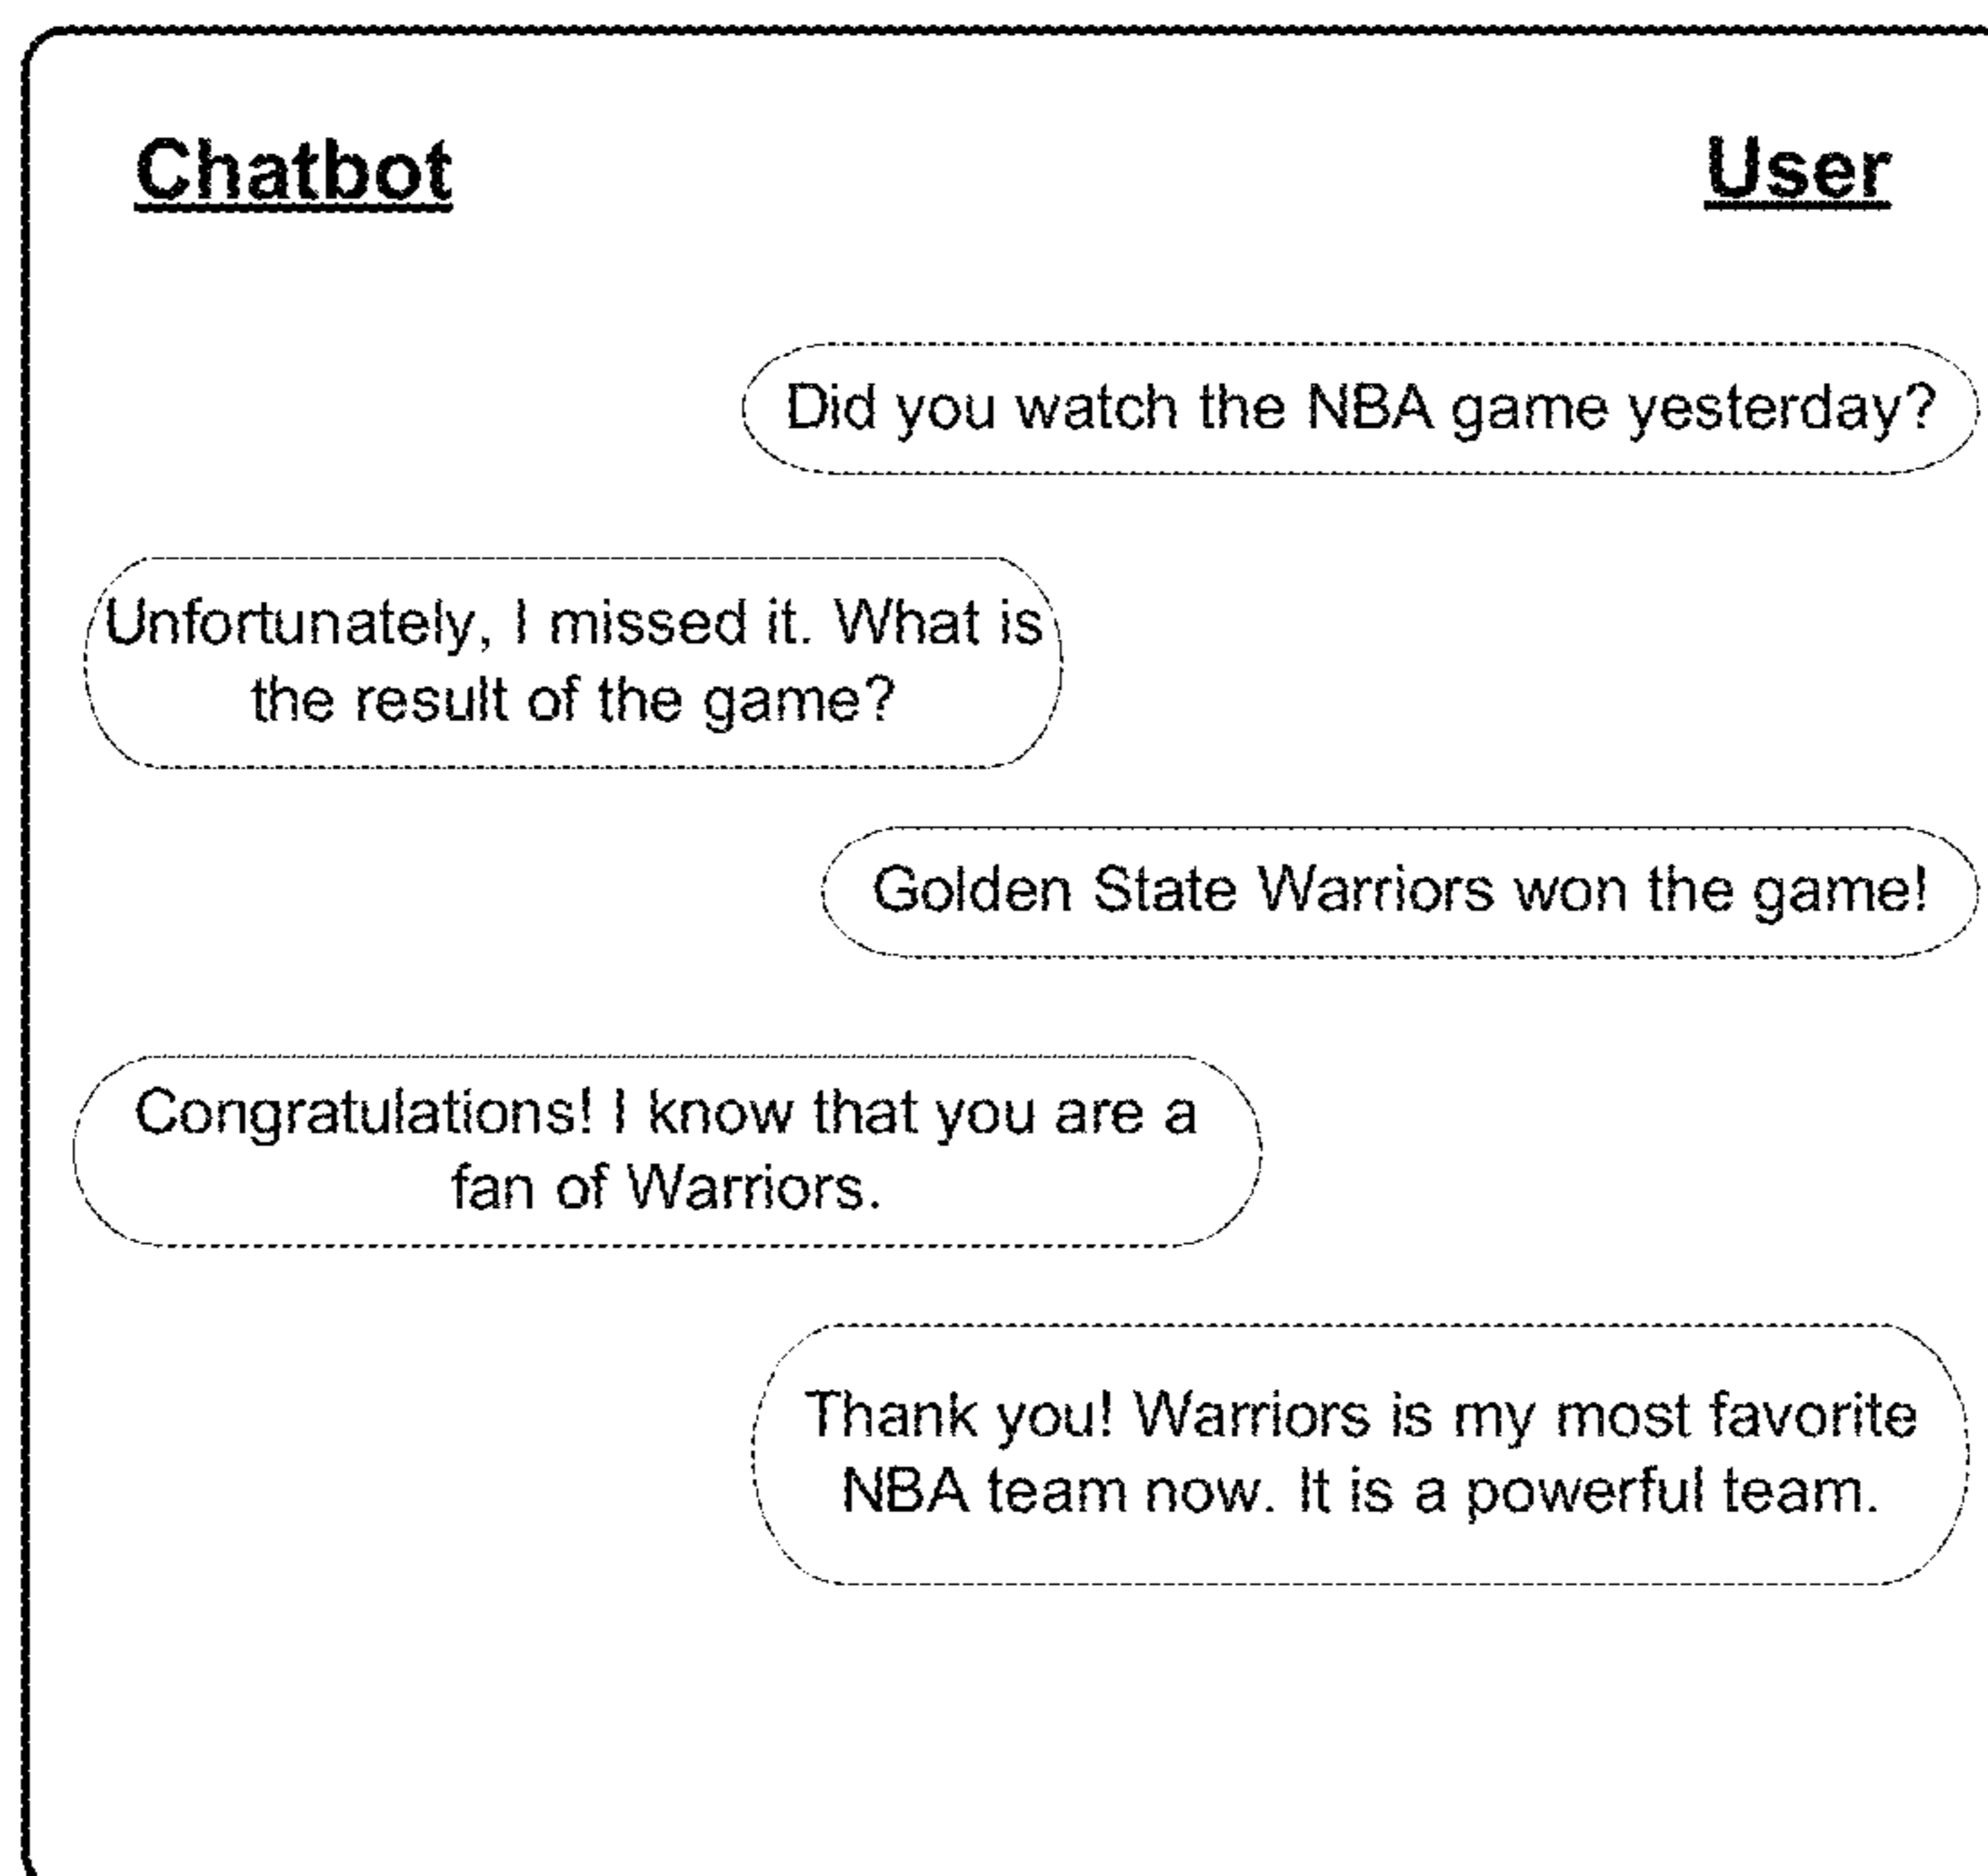 Chatbot
User
Did you watch the NBA game yesterday?
Unfortunately, I missed it. What is
the result of the game?
Golden State Warriors won the game!
Congratulations! I know that you are a
fan of Warriors.
Thank you! Warriors is my most favorite
NBA team now. It is a powerful team.